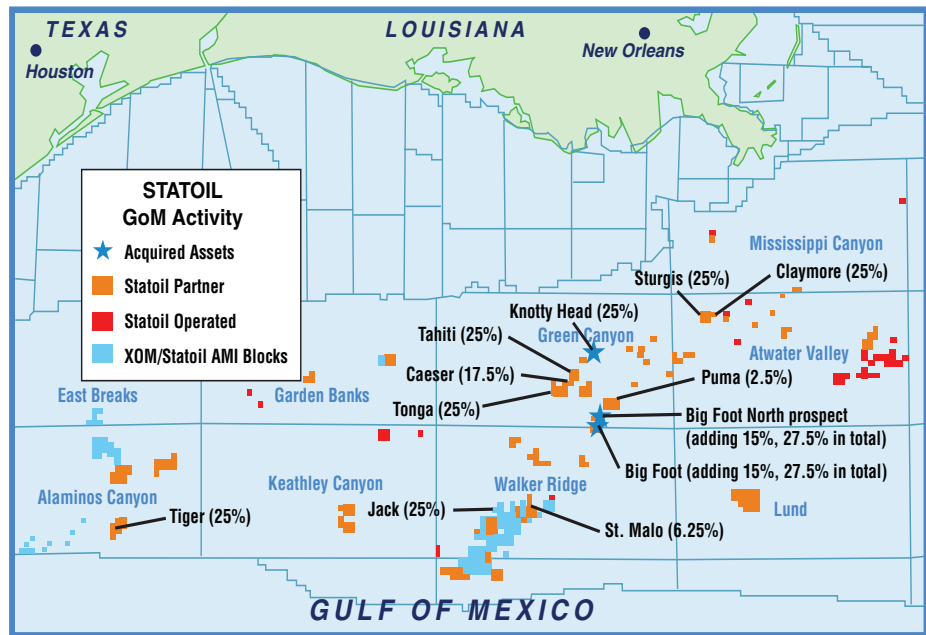 TEXAS
LOUISIANA
Houston
New Orleans
STATOIL
GoM Activity
Acquired Assets
Statoil Partner
Statoil Operated
XOM/Statoil AMI Blocks
Mississippi Canyon
Sturgis (25%)
Claymore (25%)
Knotty Head (25%)
Green Canyon
Tahiti (25%)
Caeser (17.5%)
Tonga (25%)
Atwater Valley
Puma (2.5%)
East Breaks
Garden Banks
Big Foot North prospect
(adding 15%, 27.5% in total)
Big Foot (adding 15%, 27.5% in total)
Alaminos Canyon
Tiger (25%)
Keathley Canyon
Jack (25%)
Walker Ridge
St. Malo (6.25%)
Lund
GULF OF MEXICO